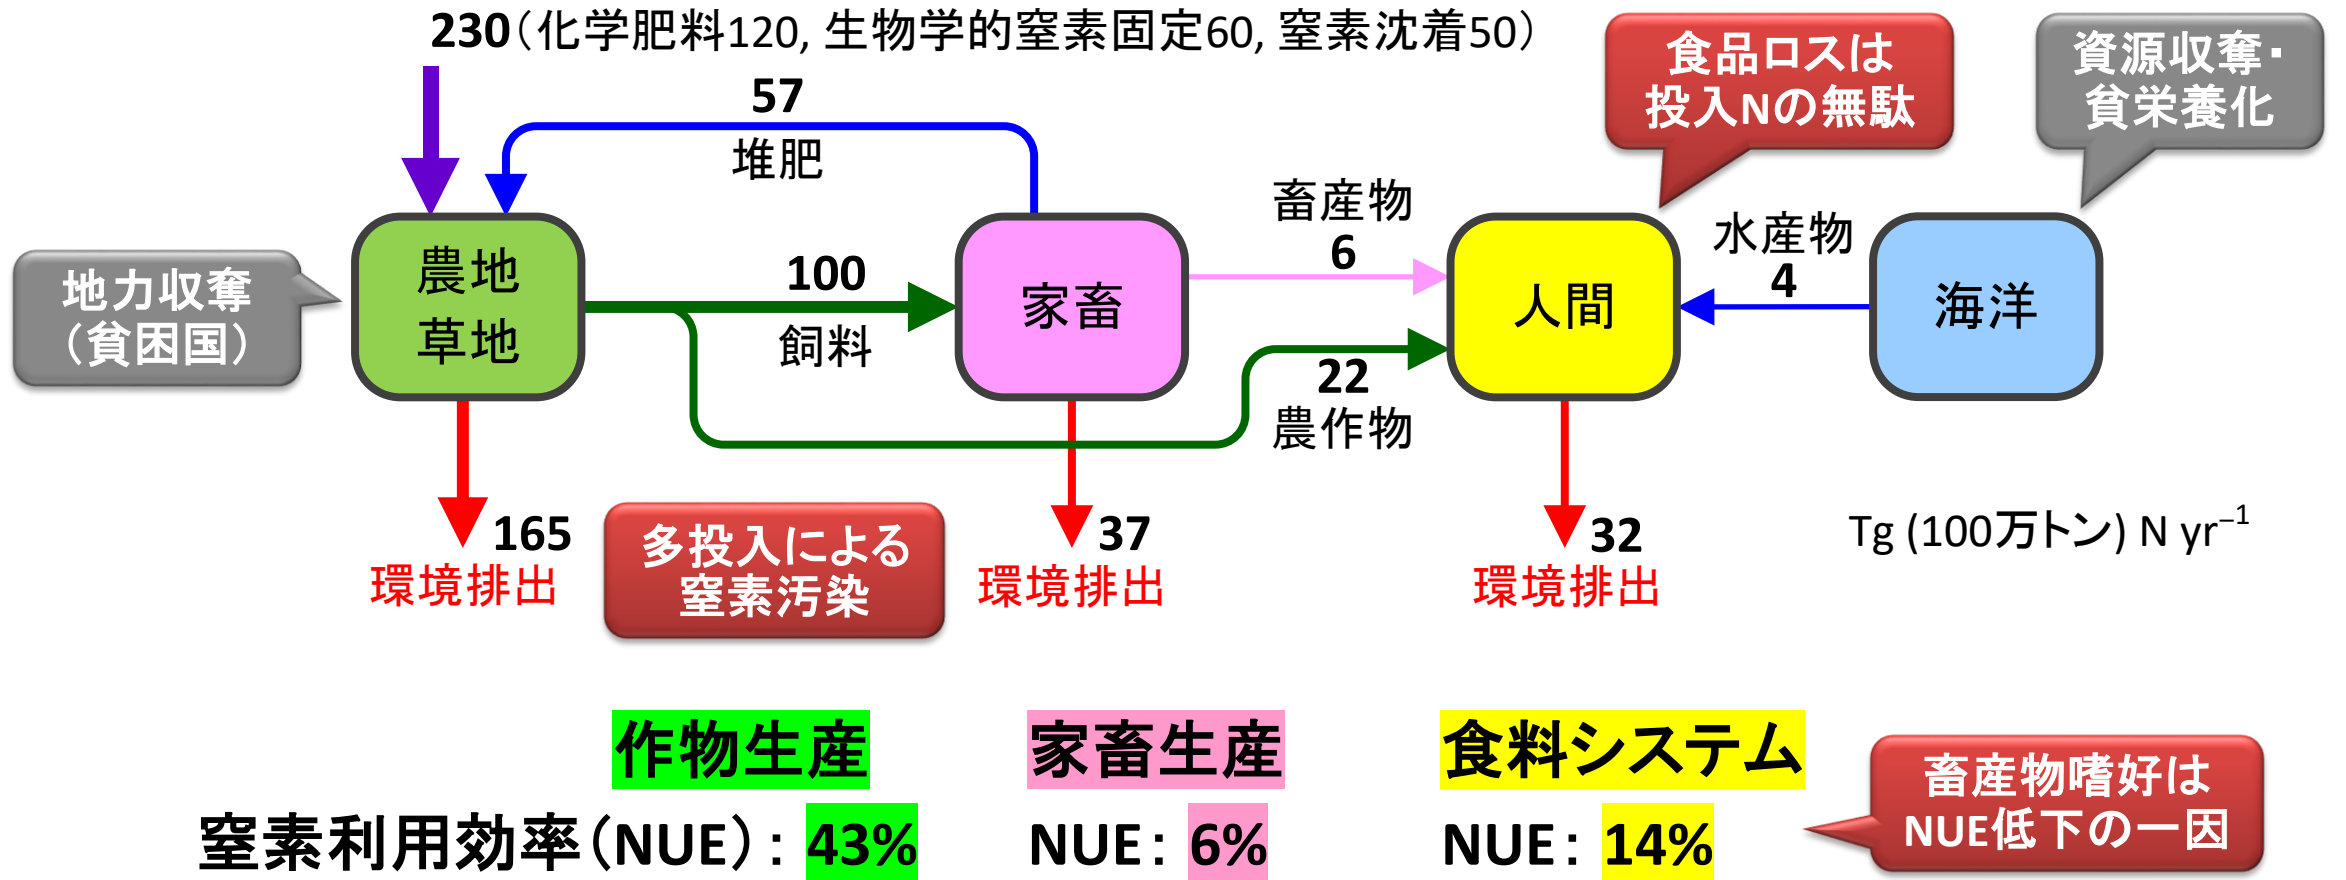 230（化学肥料120, 生物学的窒素固定60, 窒素沈着50）
57
堆肥
食品ロスは
投入Nの無駄
資源収奪・
貧栄養化
地力収奪
（貧困国）
農地
草地
100
飼料
家畜
畜産物
6
22
農作物
人間
水産物
4
海洋
165
環境排出
多投入による
窒素汚染
37
環境排出
32
環境排出
Tg (100万トン) N yr⁻¹
作物生産
家畜生産
食料システム
窒素利用効率（NUE）: 43%
NUE: 6%
NUE: 14%
畜産物嗜好は
NUE低下の一因